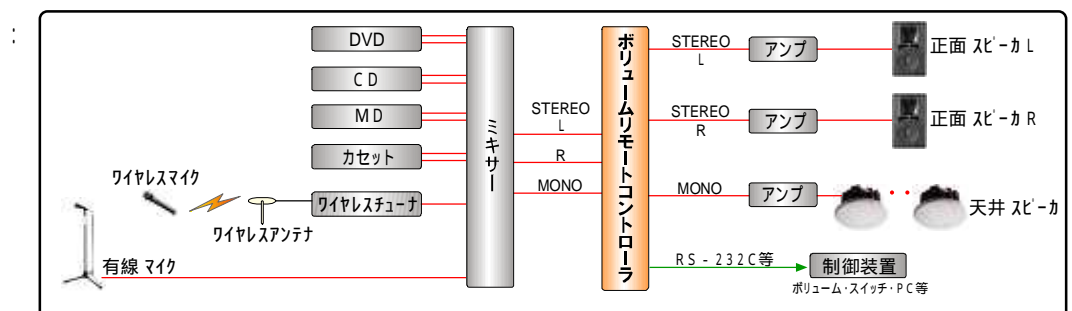 :
DVD
CD
MD
カセット
ワイヤレスマイク
ワイヤレスアンテナ
ワイヤレスチューナ
有線 マイク
ミキサー
STEREO
L
R
MONO
ボリュームリモートコントローラ
STEREO
L
アンプ
正面 スピーカ L
STEREO
R
アンプ
正面 スピーカ R
MONO
アンプ
天井 スピーカ
RS-232C等
制御装置
ボリューム・スイッチ・PC等